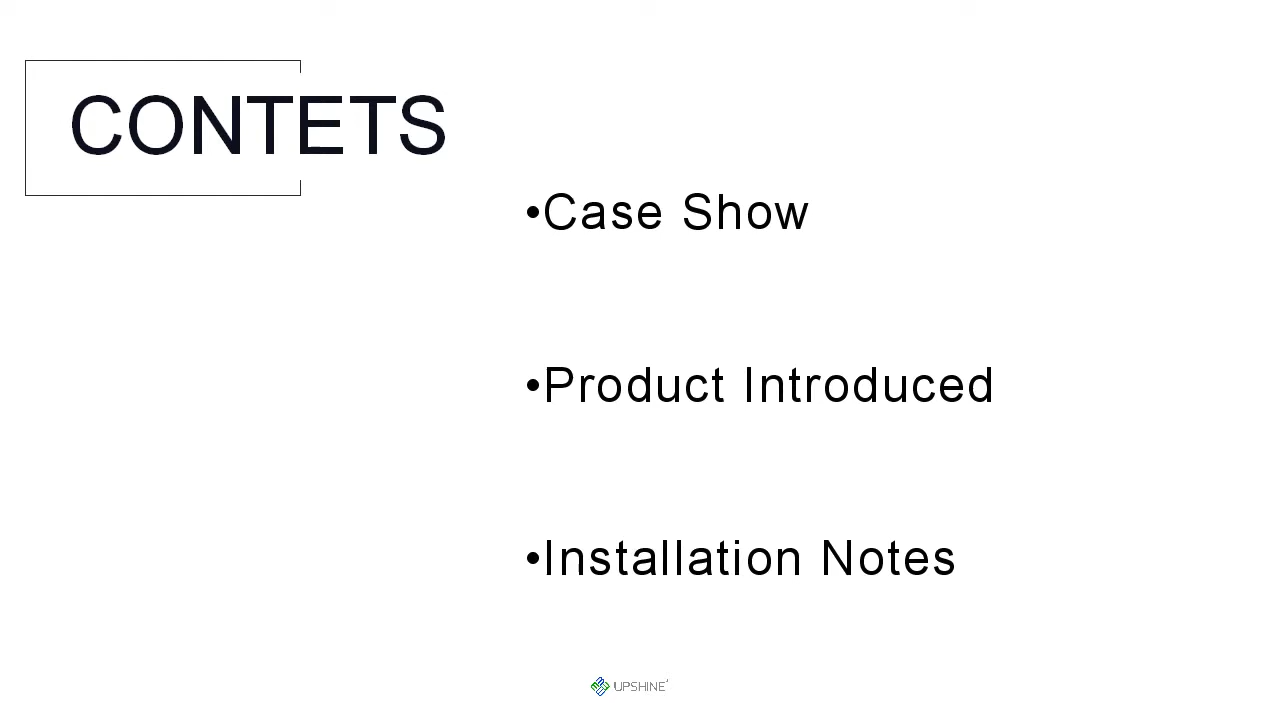 CONTETS
•Case Show
•Product Introduced
•Installation Notes
UPSHINE